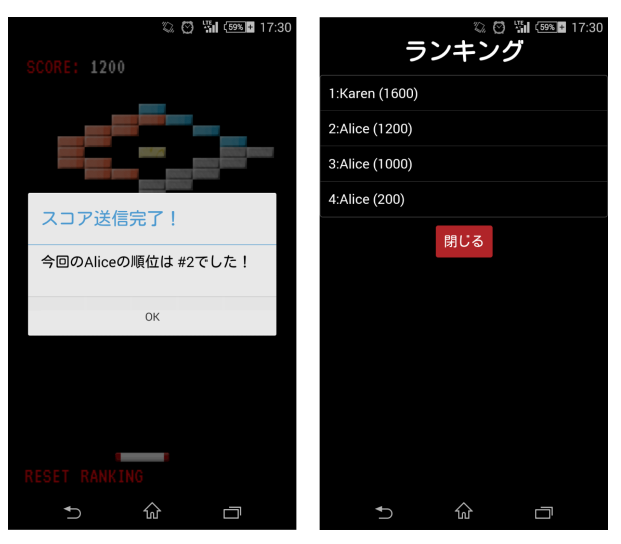 LTE 59% 17:30
SCORE: 1200
スコア送信完了！
今回のAliceの順位は #2でした！
OK
RESET RANKING
LTE 59% 17:30
ランキング
1:Karen (1600)
2:Alice (1200)
3:Alice (1000)
4:Alice (200)
閉じる